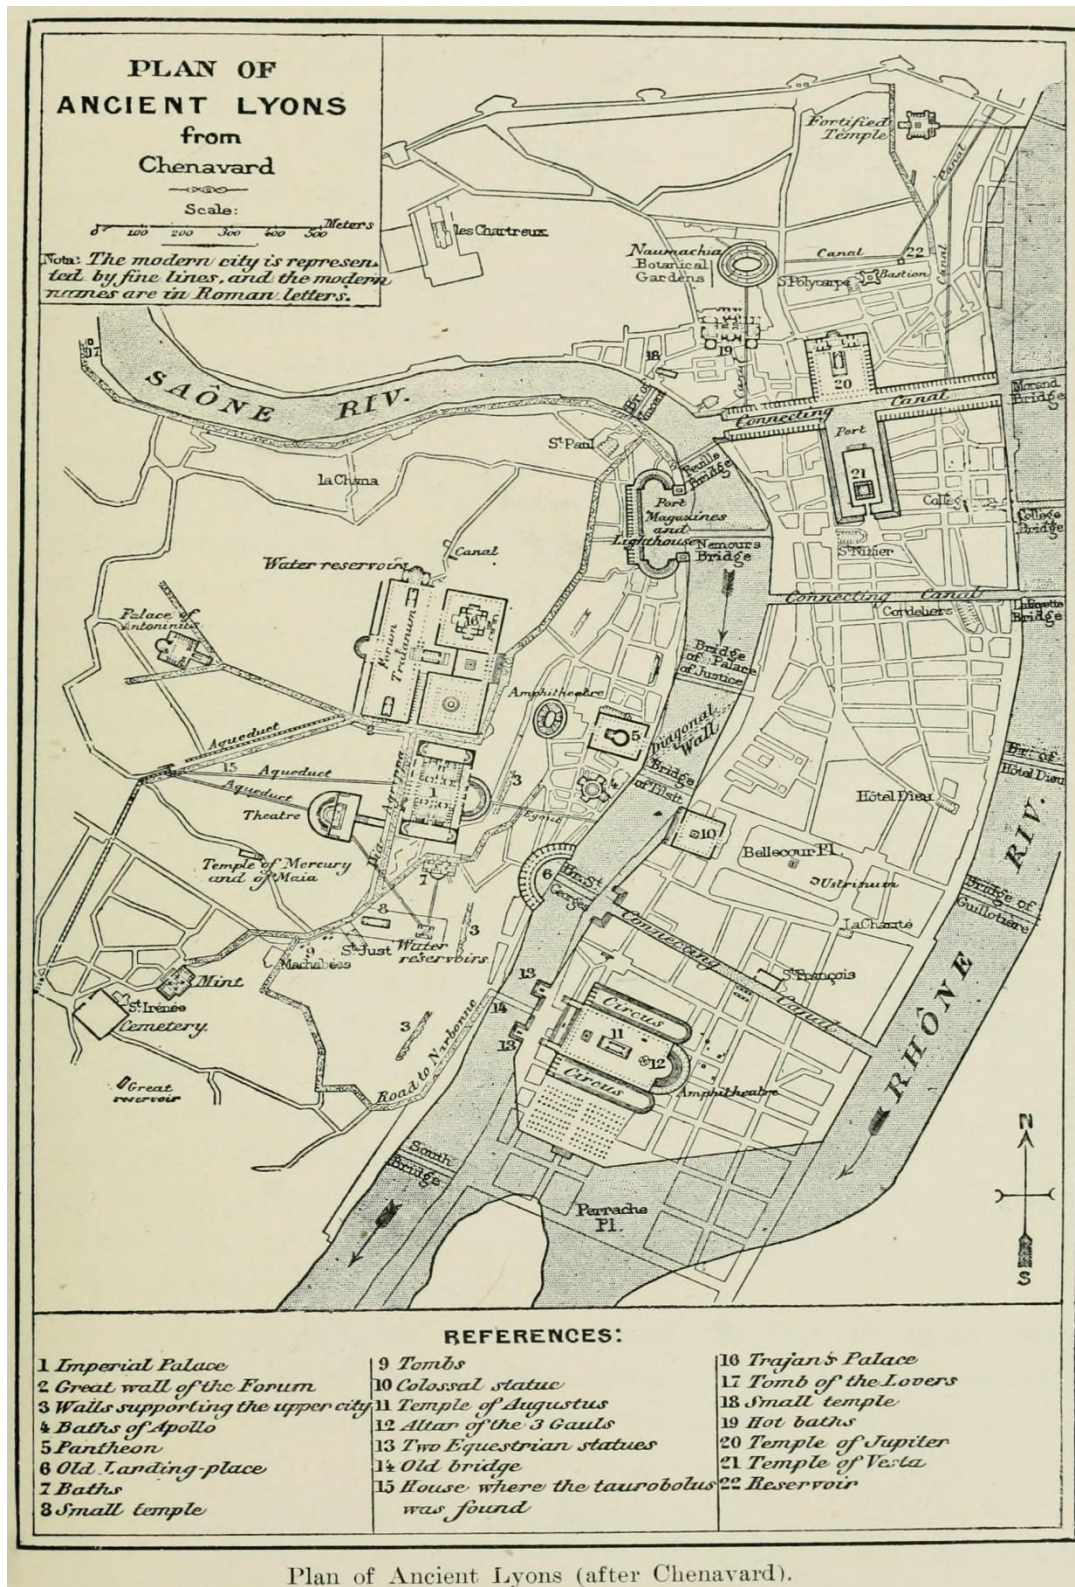 PLAN OF
ANCIENT LYONS
from
Chenavard
Scale:
0 100 200 300 400 500 Meters
Nota: The modern city is represen-
ted by fine lines, and the modern
names are in Roman letters.
Fortified
Temple
Canal
les Chartreux
Naumachia
Botanical
Gardens
Canal
22
Canal
St Polycarpe
Bastion
17
SAÔNE RIV.
18
19
Canal
20
Morand
Bridge
Connecting Canal
Port
St Paul
Feuille
Bridge
la Chana
21
Port
Magazines
and
Lighthouse
College
College
Bridge
Nemours
Bridge
St Nizier
Canal
Water reservoirs
Connecting Canal
Cordeliers
Lafayette
Bridge
Palace of
Antoninus
Forum
Trajanum
16
Bridge
of Palace
of Justice
Amphitheatre
5
Diagonal
Wall
2
Aqueduct
15
Aqueduct
Aqueduct
Via Agrippa
1
3
4
Bridge
of Tilsitt
Br. of
Hôtel Dieu
Hôtel Dieu
Theatre
Egout
10
Bellecour Pl.
Ustrinum
Temple of Mercury
and of Maia
7
6
Br. St
Georges
Bridge of
Guillotière
La Charité
8
3
St Just
Water
reservoirs
9
Machabées
Connecting Canal
St François
Mint
St Irénée
Cemetery
13
14
13
3
Circus
11
12
Circus
Amphitheatre
RHÔNE RIV.
Great
reservoir
Road to Narbonne
South
Bridge
Perrache
Pl.
N
S
REFERENCES:
1 Imperial Palace
2 Great wall of the Forum
3 Walls supporting the upper city
4 Baths of Apollo
5 Pantheon
6 Old Landing-place
7 Baths
8 Small temple
9 Tombs
10 Colossal statue
11 Temple of Augustus
12 Altar of the 3 Gauls
13 Two Equestrian statues
14 Old bridge
15 House where the taurobolus
was found
16 Trajan's Palace
17 Tomb of the Lovers
18 Small temple
19 Hot baths
20 Temple of Jupiter
21 Temple of Vesta
22 Reservoir
Plan of Ancient Lyons (after Chenavard).